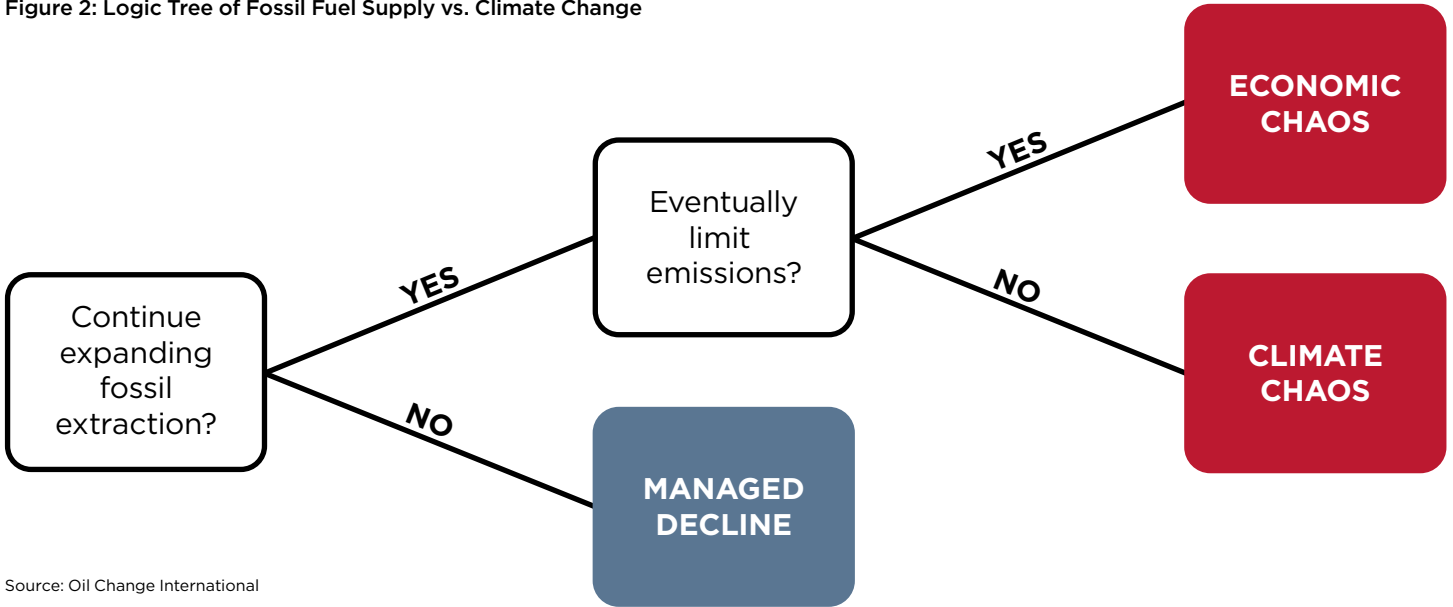 Figure 2: Logic Tree of Fossil Fuel Supply vs. Climate Change
Continue
expanding
fossil
extraction?
YES
NO
Eventually
limit
emissions?
MANAGED
DECLINE
YES
NO
ECONOMIC
CHAOS
CLIMATE
CHAOS
Source: Oil Change International